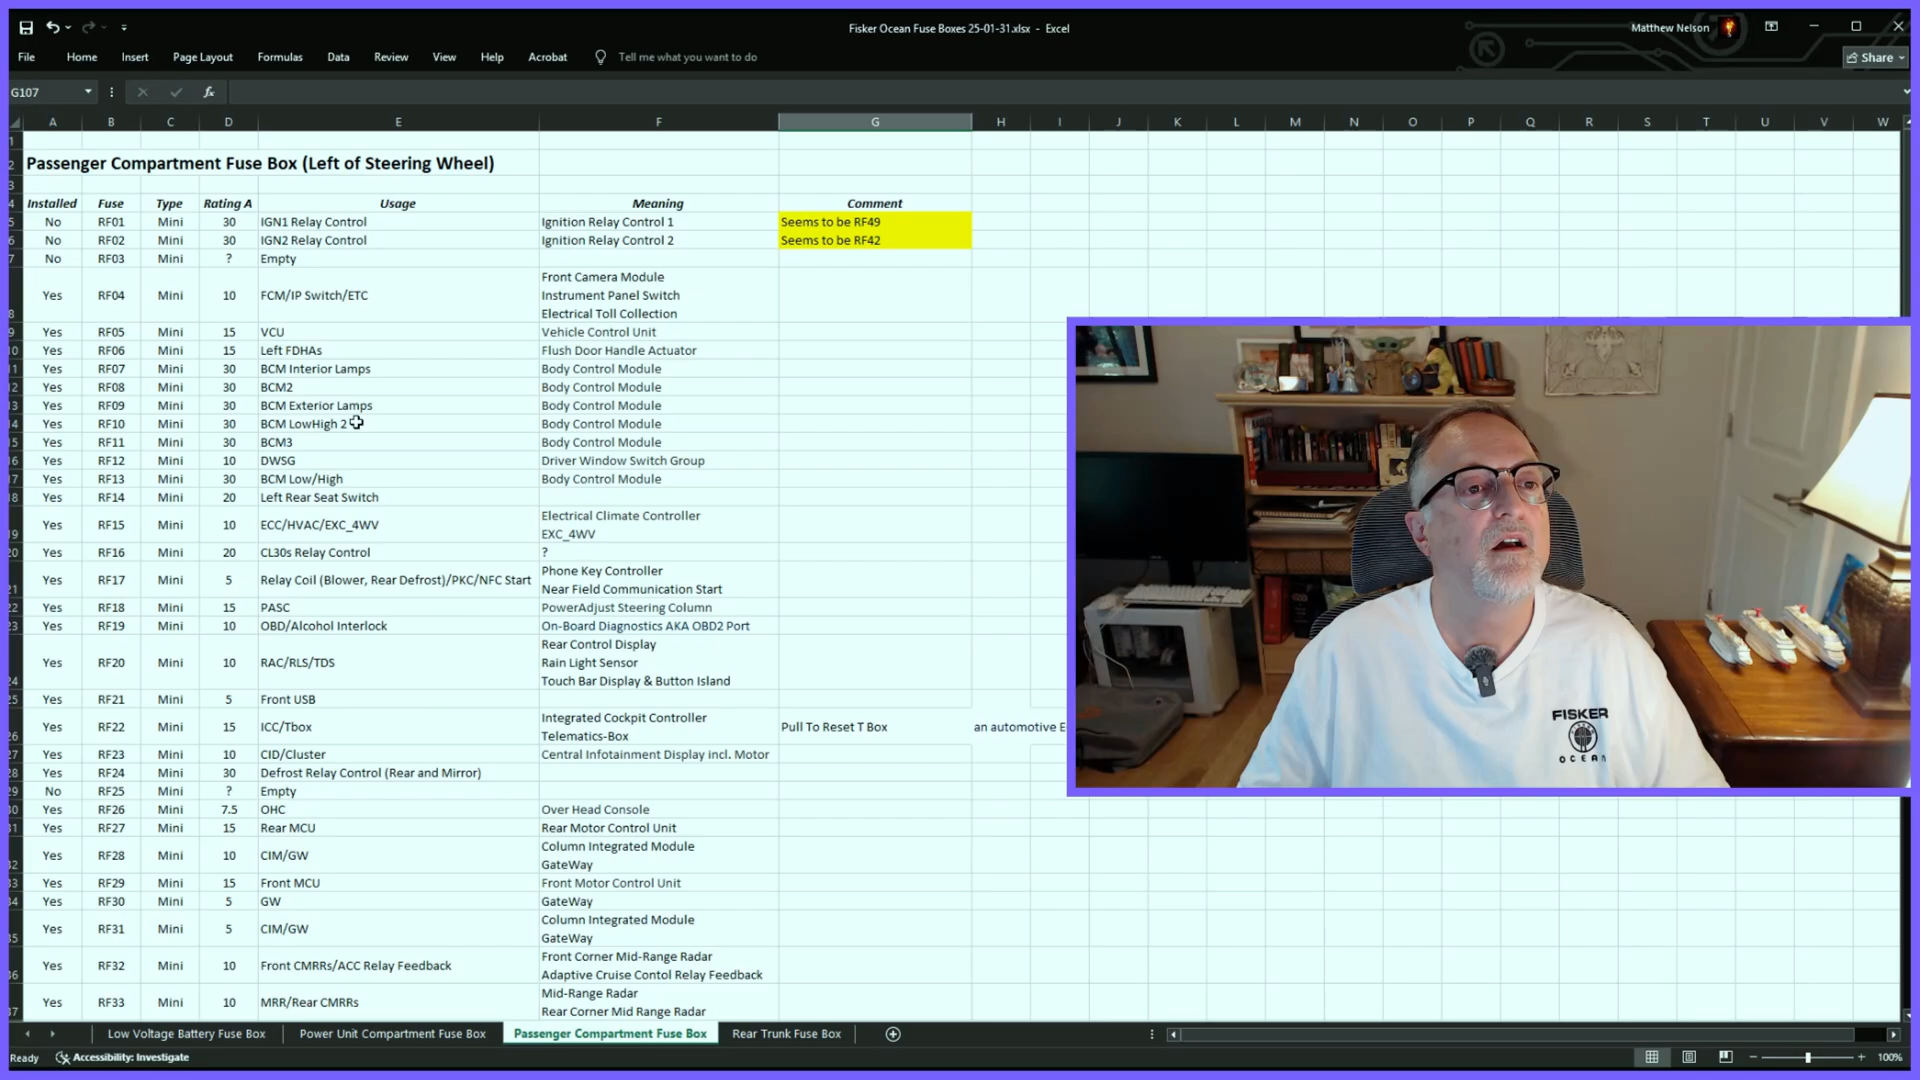 Fisker Ocean Fuse Boxes 25-01-31.xlsx - Excel
Matthew Nelson
File Home Insert Page Layout Formulas Data Review View Help Acrobat Tell me what you want to do
Share
G107 fx
A B C D E F G H I J K L M N O P Q R S T U V W
Passenger Compartment Fuse Box (Left of Steering Wheel)
Installed Fuse Type Rating A Usage Meaning Comment
No RF01 Mini 30 IGN1 Relay Control Ignition Relay Control 1 Seems to be RF49
No RF02 Mini 30 IGN2 Relay Control Ignition Relay Control 2 Seems to be RF42
No RF03 Mini ? Empty
Front Camera Module
Yes RF04 Mini 10 FCM/IP Switch/ETC Instrument Panel Switch
Electrical Toll Collection
Yes RF05 Mini 15 VCU Vehicle Control Unit
Yes RF06 Mini 15 Left FDHAs Flush Door Handle Actuator
Yes RF07 Mini 30 BCM Interior Lamps Body Control Module
Yes RF08 Mini 30 BCM2 Body Control Module
Yes RF09 Mini 30 BCM Exterior Lamps Body Control Module
Yes RF10 Mini 30 BCM LowHigh 2 Body Control Module
Yes RF11 Mini 30 BCM3 Body Control Module
Yes RF12 Mini 10 DWSG Driver Window Switch Group
Yes RF13 Mini 30 BCM Low/High Body Control Module
Yes RF14 Mini 20 Left Rear Seat Switch
Electrical Climate Controller
Yes RF15 Mini 10 ECC/HVAC/EXC_4WV
EXC_4WV
Yes RF16 Mini 20 CL30s Relay Control ?
Phone Key Controller
Yes RF17 Mini 5 Relay Coil (Blower, Rear Defrost)/PKC/NFC Start
Near Field Communication Start
Yes RF18 Mini 15 PASC PowerAdjust Steering Column
Yes RF19 Mini 10 OBD/Alcohol Interlock On-Board Diagnostics AKA OBD2 Port
Rear Control Display
Yes RF20 Mini 10 RAC/RLS/TDS Rain Light Sensor
Touch Bar Display & Button Island
Yes RF21 Mini 5 Front USB
Integrated Cockpit Controller
Yes RF22 Mini 15 ICC/Tbox Pull To Reset T Box an automotive E
Telematics-Box
Yes RF23 Mini 10 CID/Cluster Central Infotainment Display incl. Motor
Yes RF24 Mini 30 Defrost Relay Control (Rear and Mirror)
No RF25 Mini ? Empty
Yes RF26 Mini 7.5 OHC Over Head Console
Yes RF27 Mini 15 Rear MCU Rear Motor Control Unit
Column Integrated Module
Yes RF28 Mini 10 CIM/GW
GateWay
Yes RF29 Mini 15 Front MCU Front Motor Control Unit
Yes RF30 Mini 5 GW GateWay
Column Integrated Module
Yes RF31 Mini 5 CIM/GW
GateWay
Front Corner Mid-Range Radar
Yes RF32 Mini 10 Front CMRRs/ACC Relay Feedback
Adaptive Cruise Contol Relay Feedback
Mid-Range Radar
Yes RF33 Mini 10 MRR/Rear CMRRs
Rear Corner Mid Range Radar
FISKER
OCEAN
Low Voltage Battery Fuse Box Power Unit Compartment Fuse Box Passenger Compartment Fuse Box Rear Trunk Fuse Box
Ready Accessibility: Investigate 100%